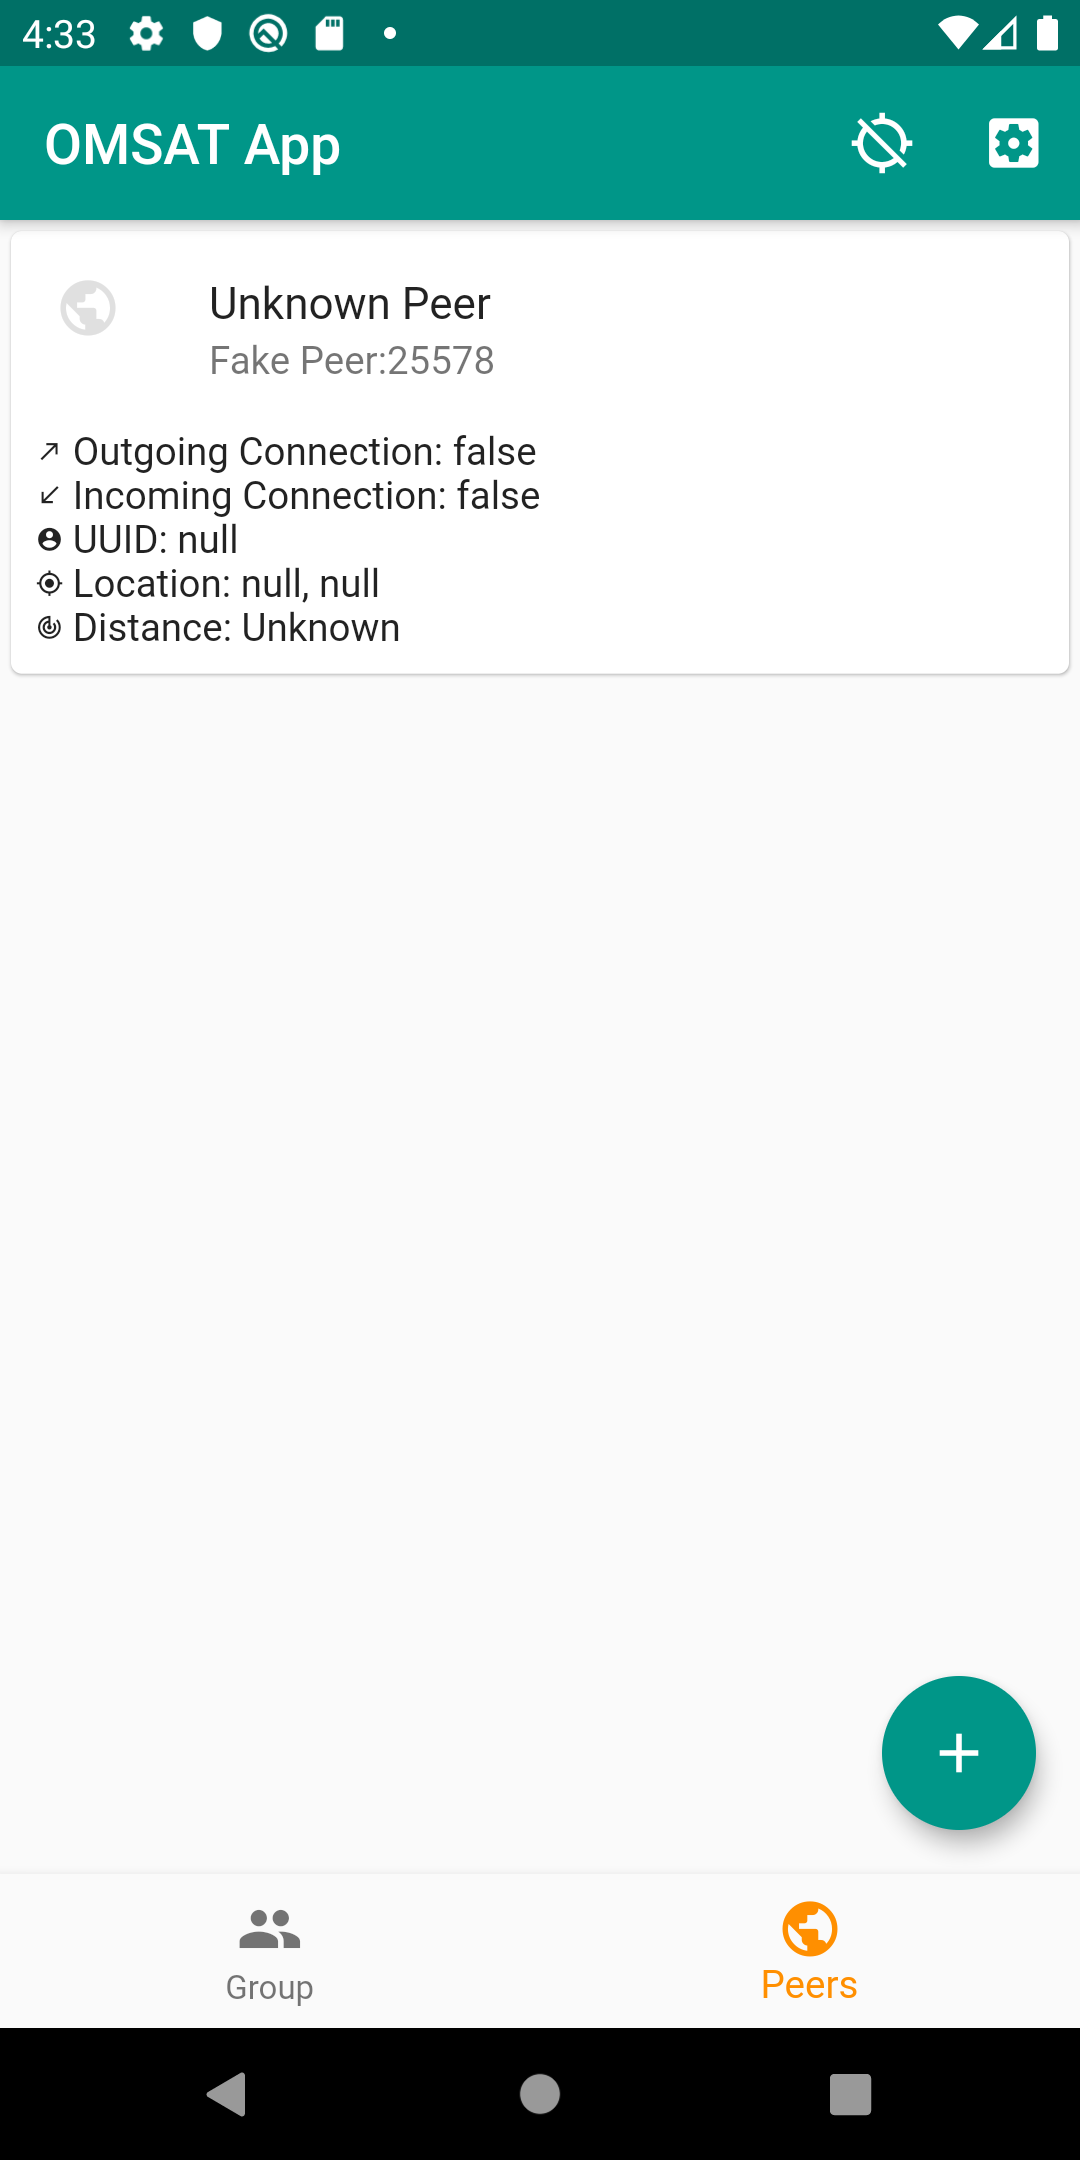 4:33
OMSAT App
Unknown Peer
Fake Peer:25578
Outgoing Connection: false
Incoming Connection: false
UUID: null
Location: null, null
Distance: Unknown
Group
Peers